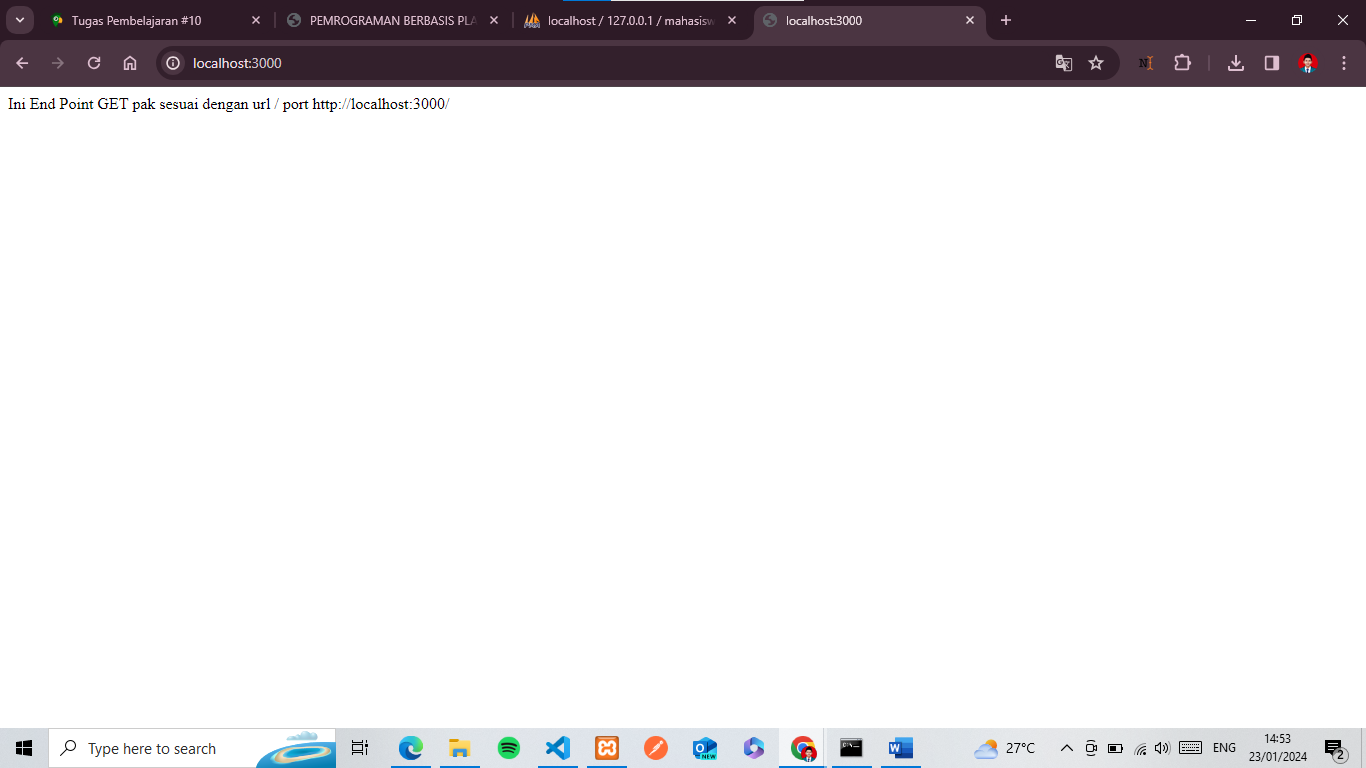 Tugas Pembelajaran #10
PEMROGRAMAN BERBASIS PLA
localhost / 127.0.0.1 / mahasisw
localhost:3000
localhost:3000
Ini End Point GET pak sesuai dengan url / port http://localhost:3000/
Type here to search
NEW
27°C
ENG
14:53
23/01/2024
2